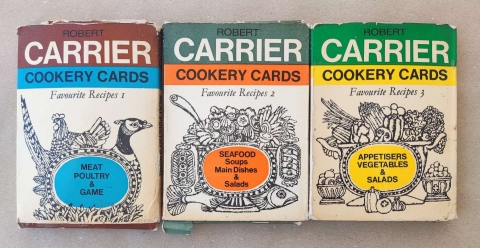 ROBERT
CARRIER
COOKERY CARDS
Favourite Recipes 1
MEAT
POULTRY
&
GAME
ROBERT
CARRIER
COOKERY CARDS
Favourite Recipes 2
SEAFOOD
Soups
Main Dishes
&
Salads
ROBERT
CARRIER
COOKERY CARDS
Favourite Recipes 3
APPETISERS
VEGETABLES
&
SALADS